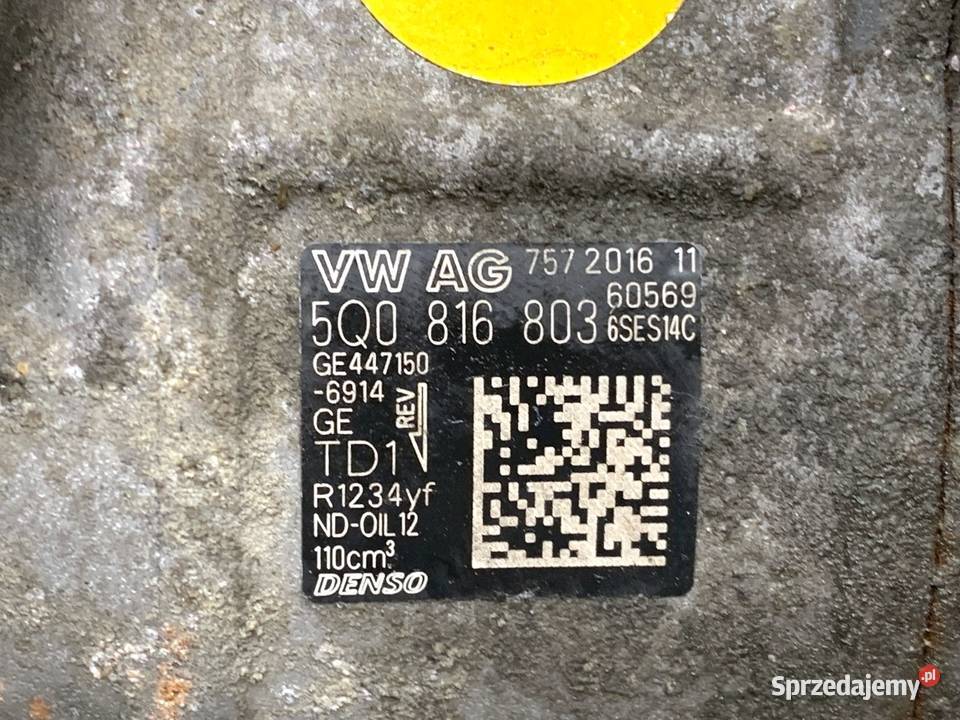 VW AG 757 2016 11
60569
5Q0 816 803 6SES14C
GE447150
-6914
REV
GE
TD1
R1234yf
ND-OIL12
110cm³
DENSO
Sprzedajemy.pl